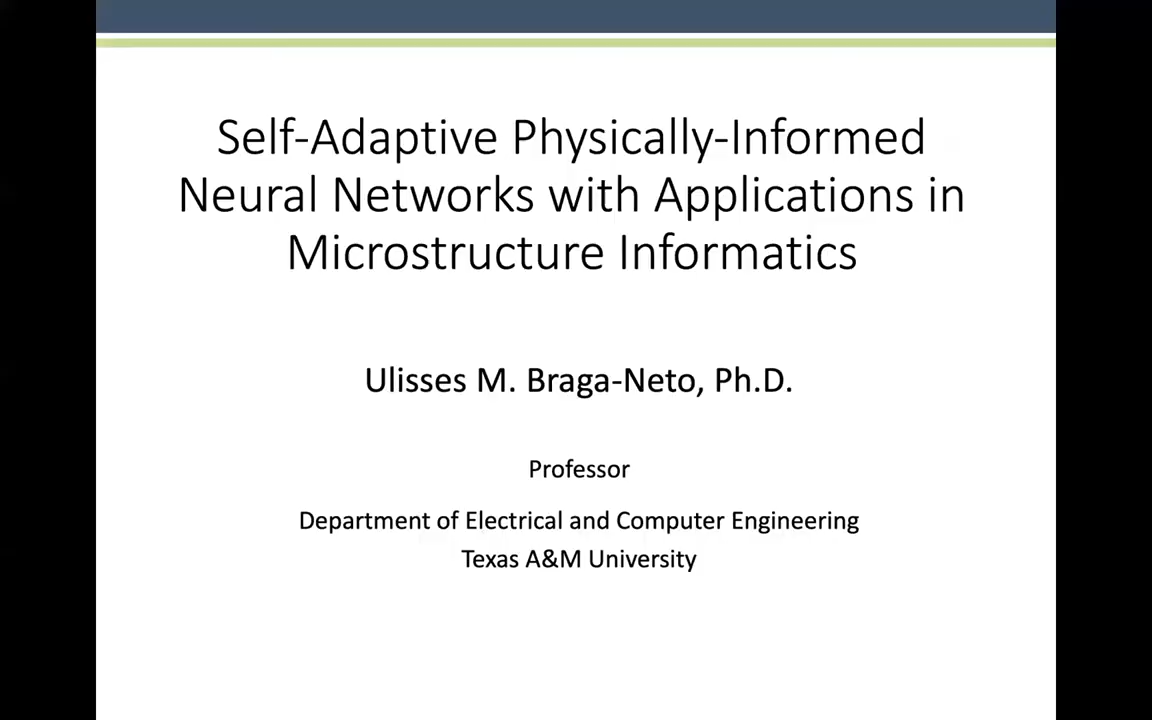 Self-Adaptive Physically-Informed
Neural Networks with Applications in
Microstructure Informatics
Ulisses M. Braga-Neto, Ph.D.
Professor
Department of Electrical and Computer Engineering
Texas A&M University